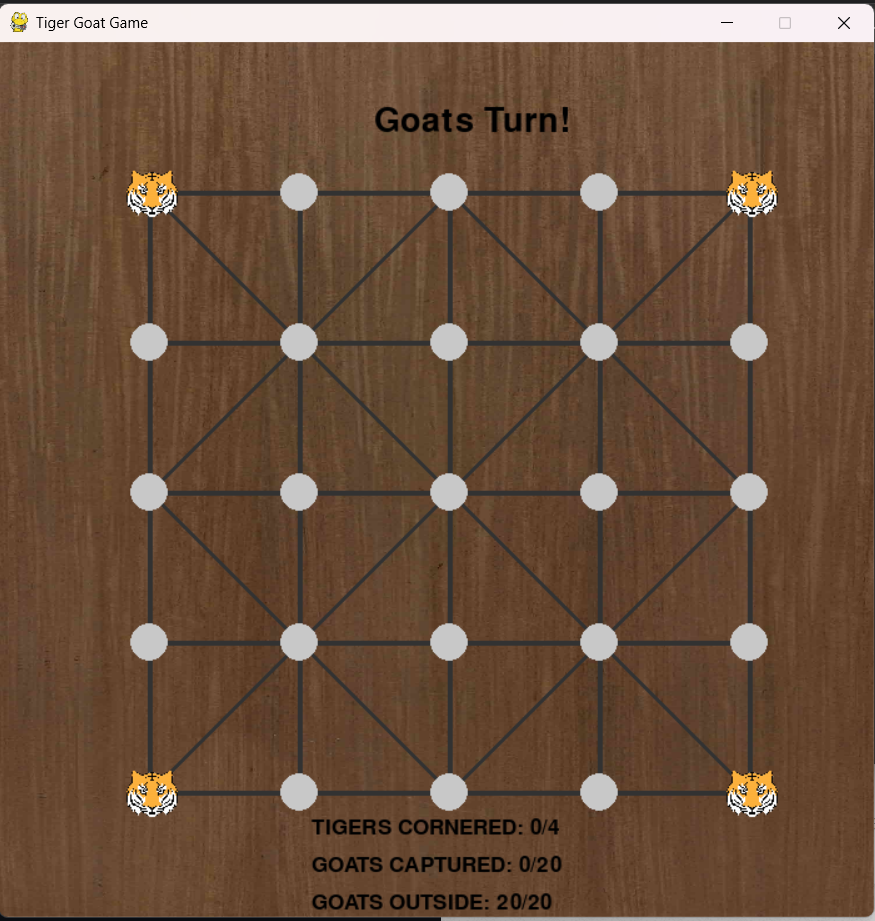 Tiger Goat Game
Goats Turn!
TIGERS CORNERED: 0/4
GOATS CAPTURED: 0/20
GOATS OUTSIDE: 20/20